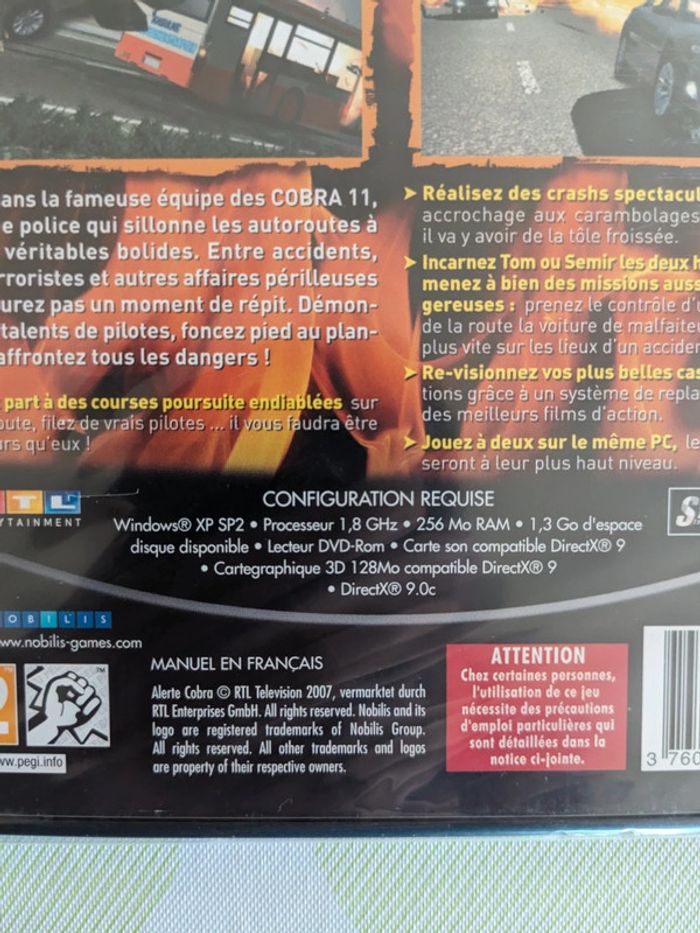 ans la fameuse équipe des COBRA 11,
e police qui sillonne les autoroutes à
véritables bolides. Entre accidents,
rroristes et autres affaires périlleuses
urez pas un moment de répit. Démon-
talents de pilotes, foncez pied au plan-
affrontez tous les dangers !
part à des courses poursuite endiablées sur
oute, filez de vrais pilotes ... il vous faudra être
rs qu'eux !
➤ Réalisez des crashs spectacul
accrochage aux carambolages
il va y avoir de la tôle froissée.
➤ Incarnez Tom ou Semir les deux h
menez à bien des missions auss
gereuses : prenez le contrôle d'
de la route la voiture de malfaite
plus vite sur les lieux d'un acciden
➤ Re-visionnez vos plus belles cas
tions grâce à un système de repla
des meilleurs films d'action.
➤ Jouez à deux sur le même PC, le
seront à leur plus haut niveau.
TL
YTAINMENT
CONFIGURATION REQUISE
Windows® XP SP2 • Processeur 1,8 GHz • 256 Mo RAM • 1,3 Go d'espace
disque disponible • Lecteur DVD-Rom • Carte son compatible DirectX® 9
• Cartegraphique 3D 128Mo compatible DirectX® 9
• DirectX® 9.0c
OBILIS
www.nobilis-games.com
2
ww.pegi.info
MANUEL EN FRANÇAIS
Alerte Cobra © RTL Television 2007, vermarktet durch
RTL Enterprises GmbH. All rights reserved. Nobilis and its
logo are registered trademarks of Nobilis Group.
All rights reserved. All other trademarks and logos
are property of their respective owners.
ATTENTION
Chez certaines personnes,
l'utilisation de ce jeu
nécessite des précautions
d'emploi particulières qui
sont détaillées dans la
notice ci-jointe.
3 760